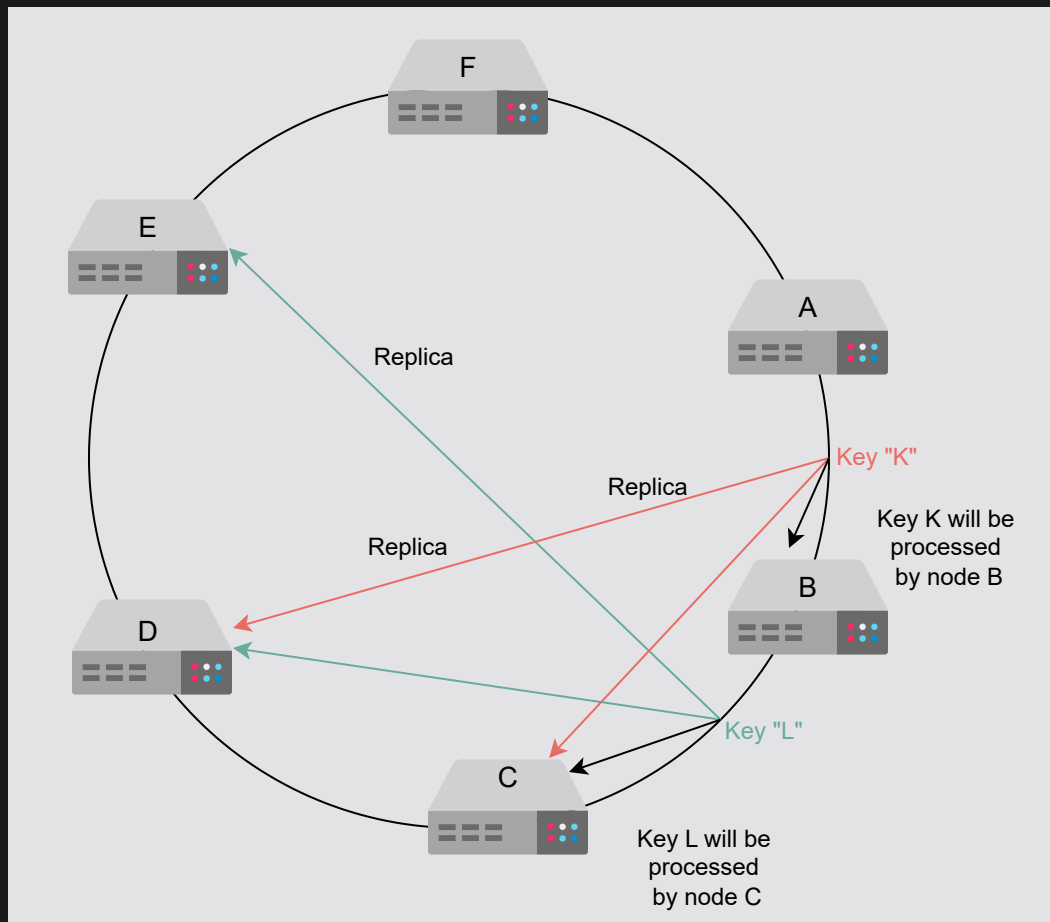 F
E
A
Replica
Key "K"
Replica
Key K will be
processed
by node B
Replica
B
D
Key "L"
C
Key L will be
processed
by node C